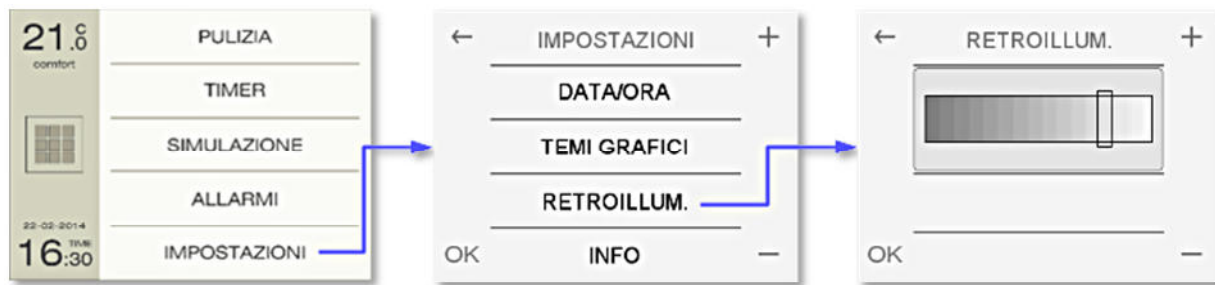 21.0 °C
comfort
22-02-2014
16:30 TIME
PULIZIA
TIMER
SIMULAZIONE
ALLARMI
IMPOSTAZIONI
← IMPOSTAZIONI +
DATA/ORA
TEMI GRAFICI
RETROILLUM.
OK INFO −
← RETROILLUM. +
OK −